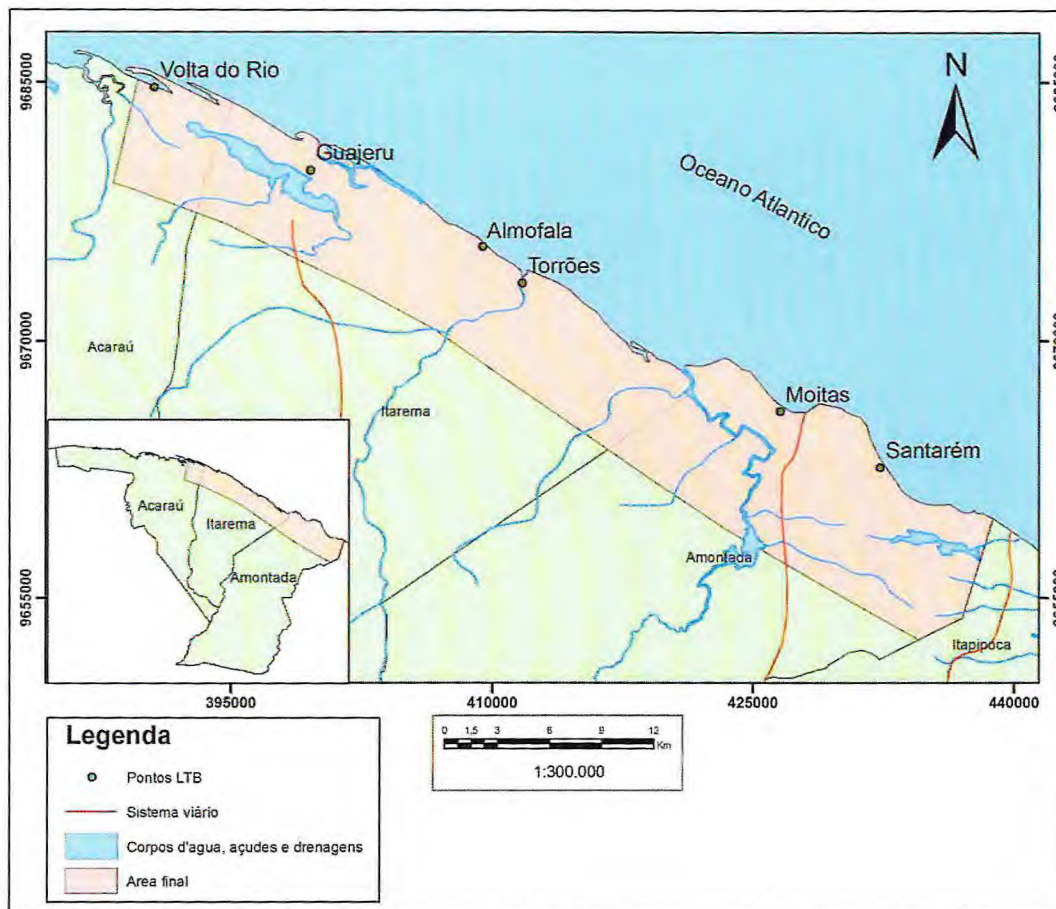 N
Volta do Rio
9685000
Guajeru
Oceano Atlantico
Almofala
Torrões
9670000
9670000
Acaraú
Itarema
Moitas
Santarém
Acaraú
Itarema
Amontada
Amontada
9655000
9655000
Itapipoca
395000
410000
425000
440000
Legenda
Pontos LTB
Sistema viário
Corpos d'agua, açudes e drenagens
Area final
0 1,5 3 6 9 12
Km
1:300.000